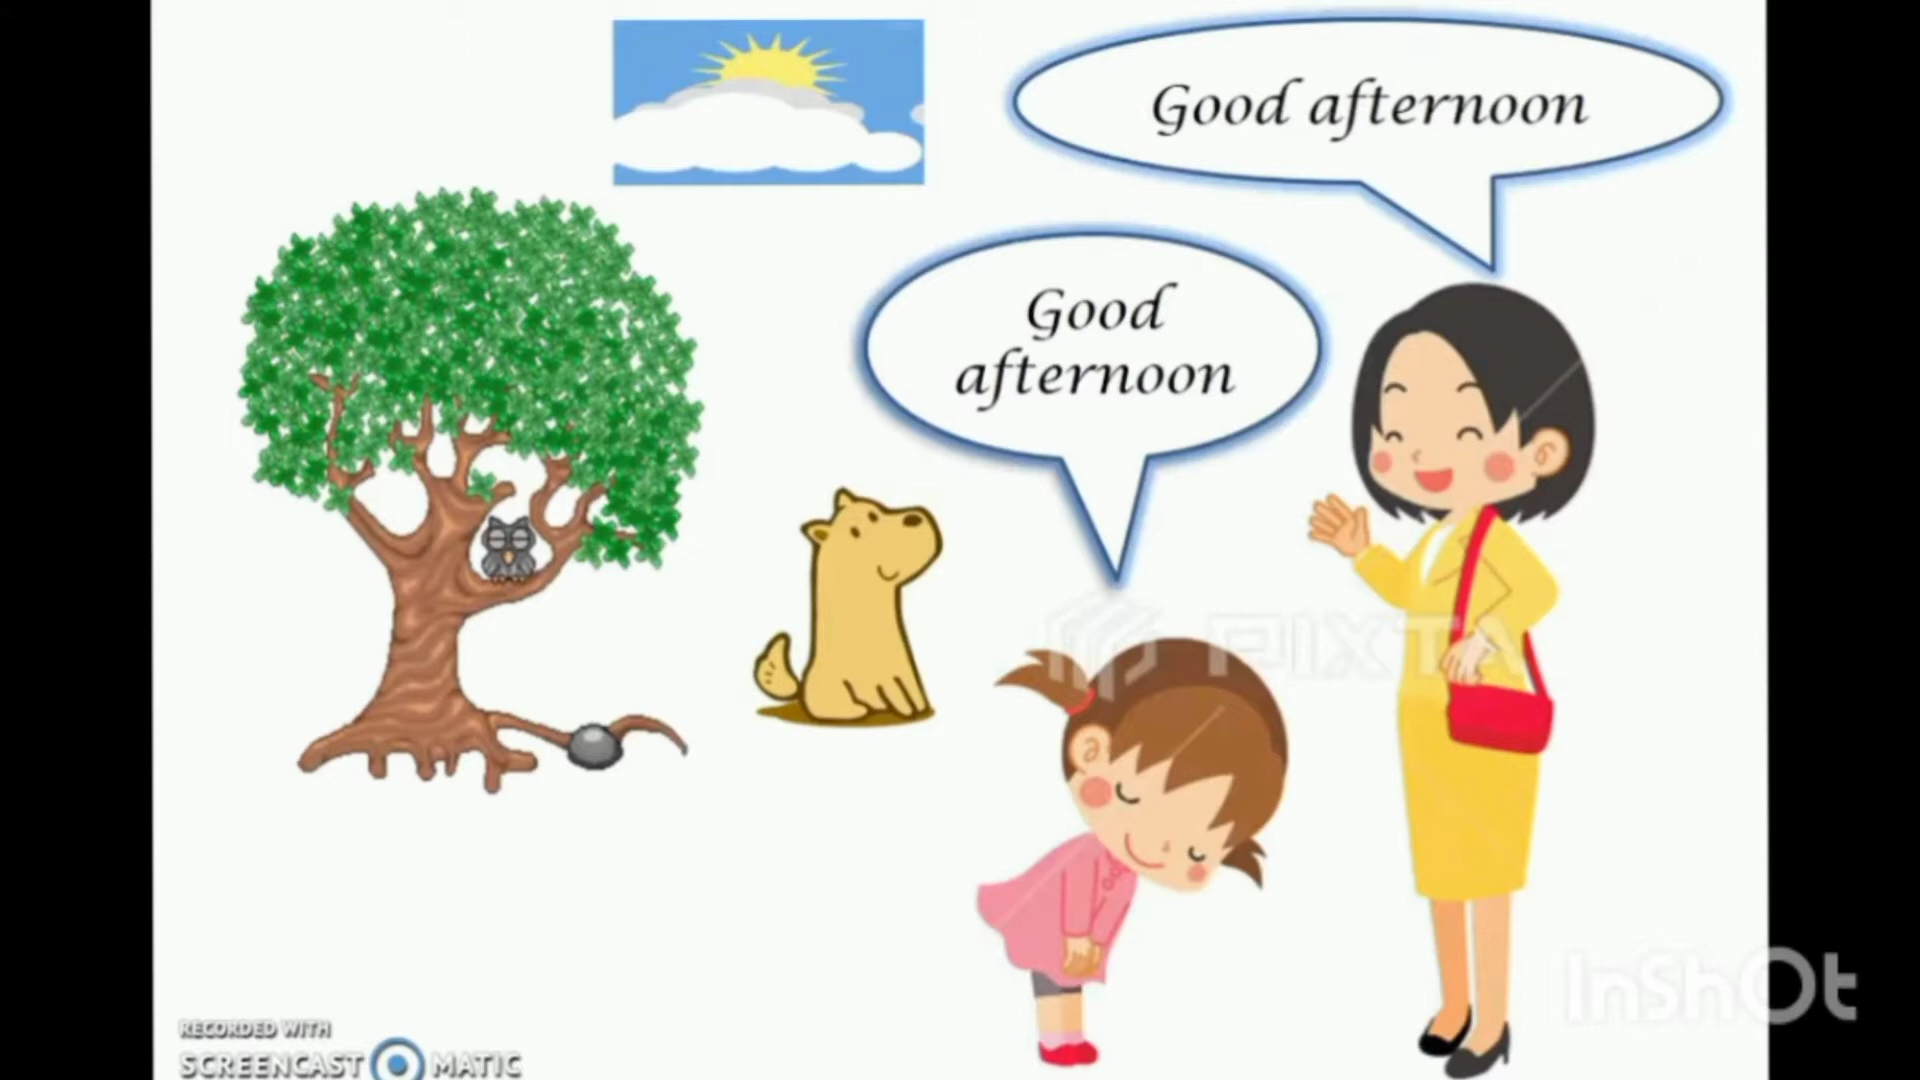 Good afternoon
Good
afternoon
PIXTA
InShOt
RECORDED WITH
SCREENCAST MATIC